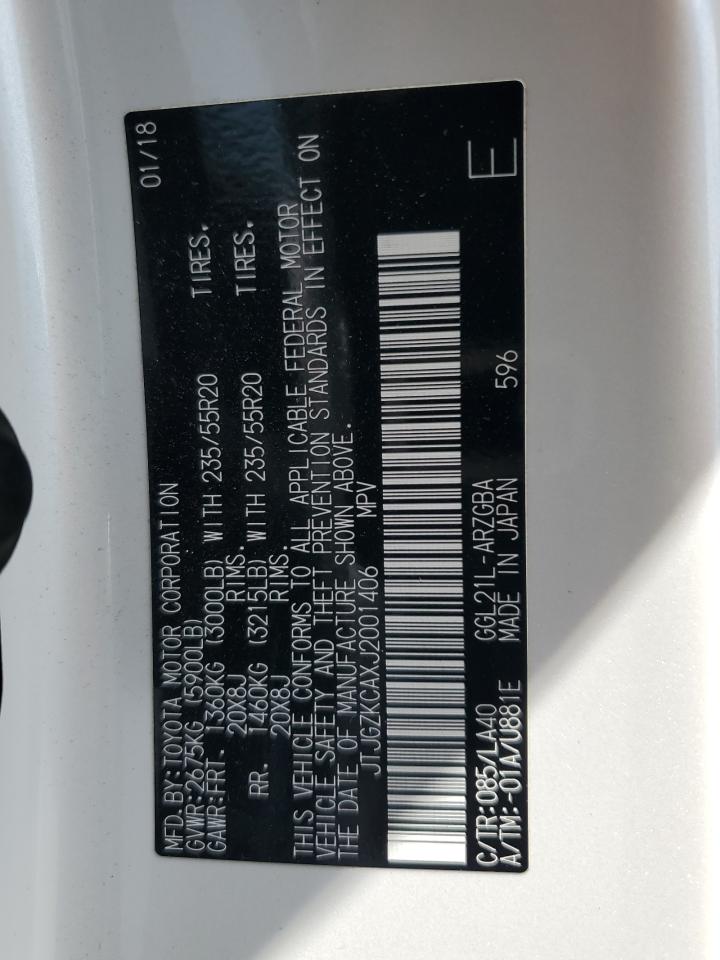 MFD. BY: TOYOTA MOTOR CORPORATION 01/18
GVWR: 2675KG (5900LB)
GAWR: FRT. 1360KG (3000LB) WITH 235/55R20 TIRES.
20X8J RIMS.
RR. 1460KG (3215LB) WITH 235/55R20 TIRES.
20X8J RIMS.
THIS VEHICLE CONFORMS TO ALL APPLICABLE FEDERAL MOTOR
VEHICLE SAFETY AND THEFT PREVENTION STANDARDS IN EFFECT ON
THE DATE OF MANUFACTURE SHOWN ABOVE.
JTJGZKCAXJ2001406 MPV
C/TR: 085/LA40 GGL21L-ARZGBA
A/TM: -01A/U881E MADE IN JAPAN 596 E